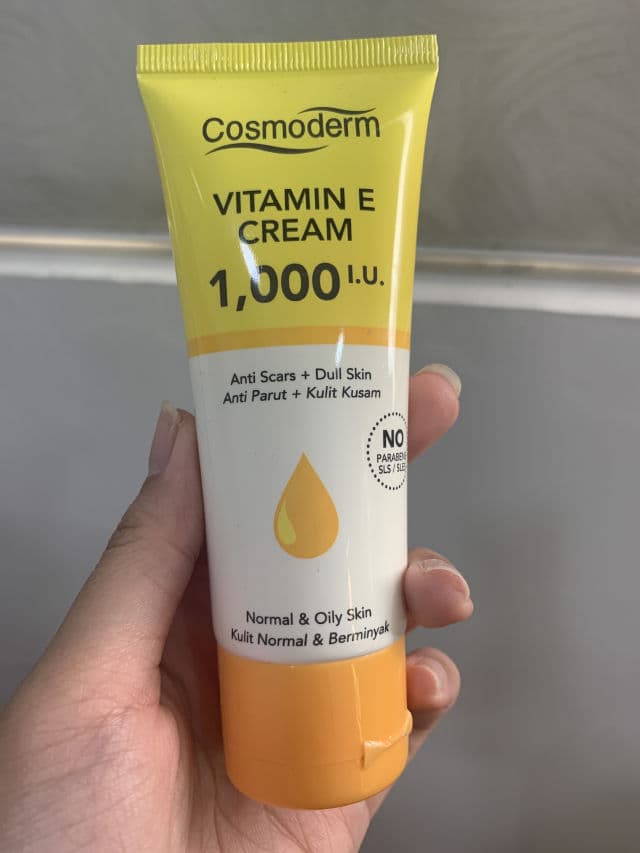 Cosmoderm
VITAMIN E
CREAM
1,000 I.U.
Anti Scars + Dull Skin
Anti Parut + Kulit Kusam
NO
SLS /
Normal & Oily Skin
Kulit Normal & Berminyak